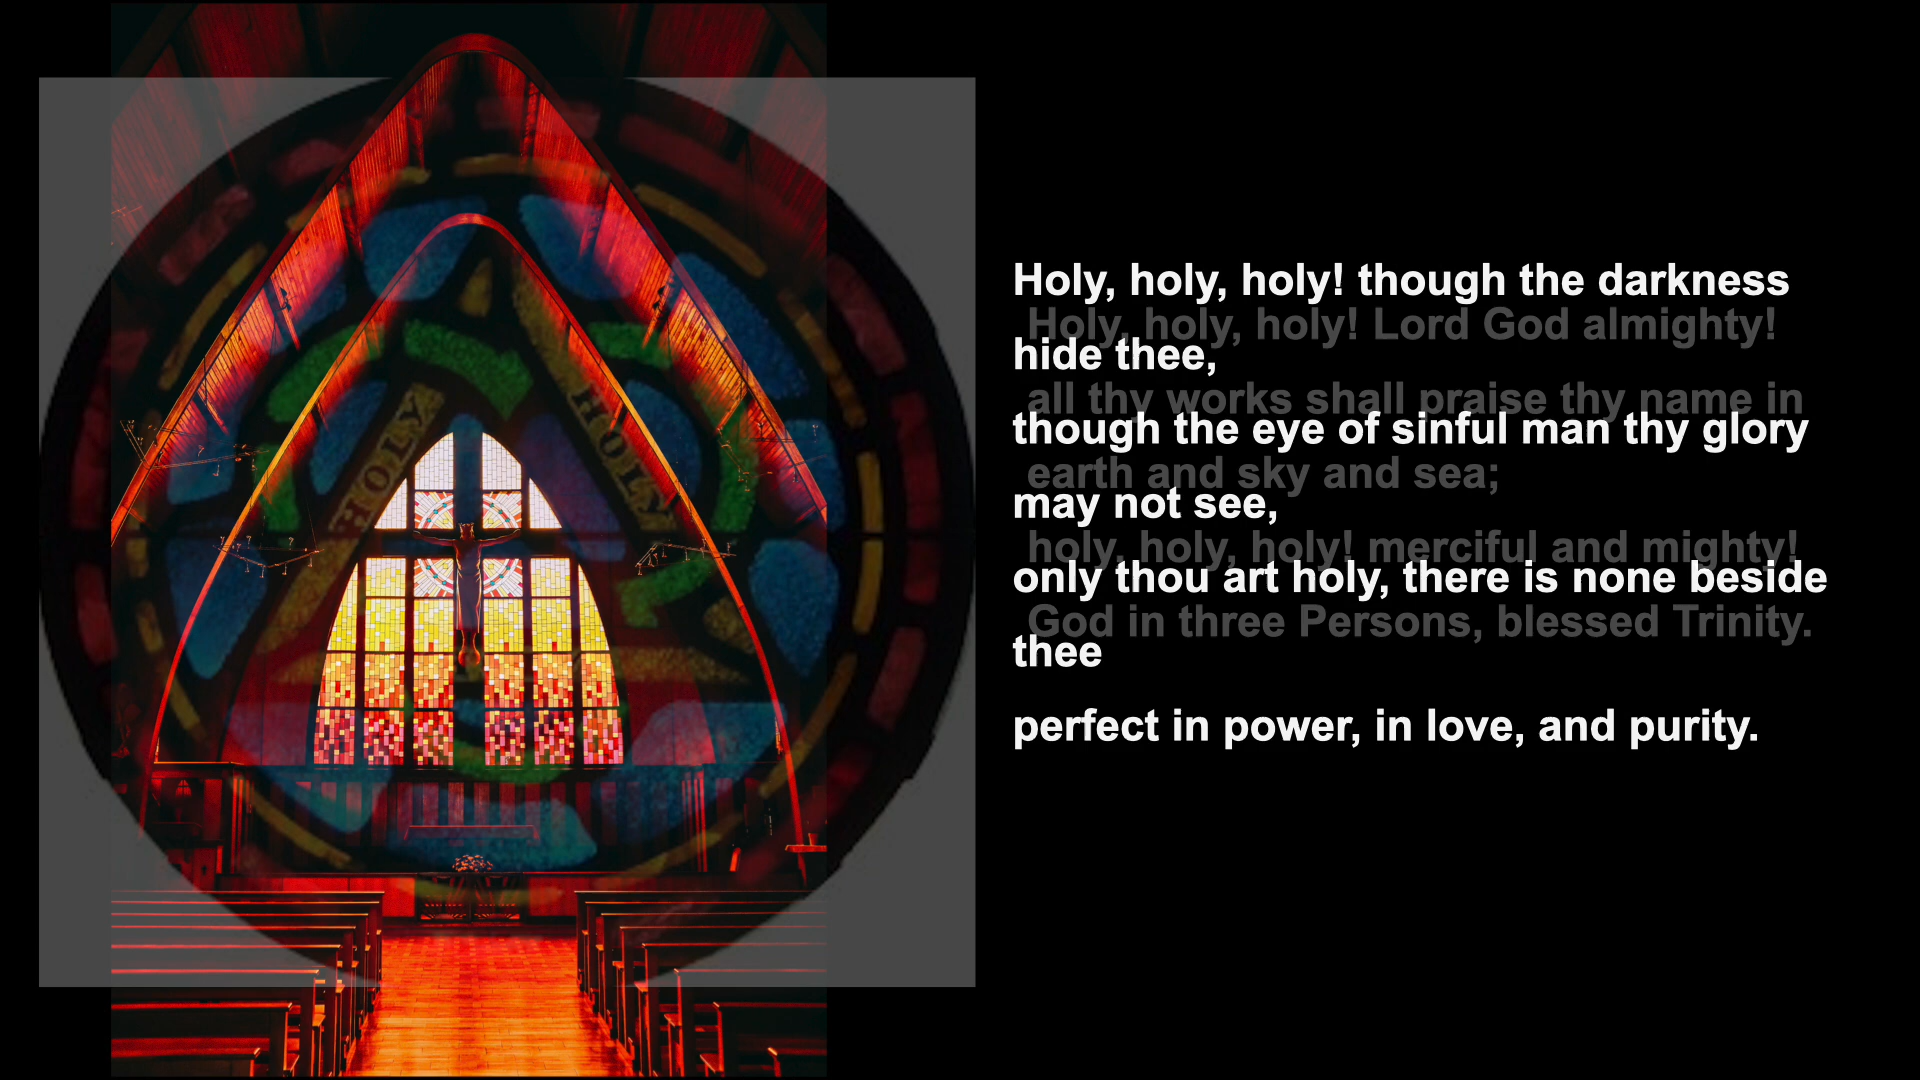 Holy, holy, holy! though the darkness
Holy, holy, holy! Lord God almighty!
hide thee,
all thy works shall praise thy name in
though the eye of sinful man thy glory
earth and sky and sea;
may not see,
holy, holy, holy! merciful and mighty!
only thou art holy, there is none beside
God in three Persons, blessed Trinity.
thee
perfect in power, in love, and purity.
HOLY
HOLY